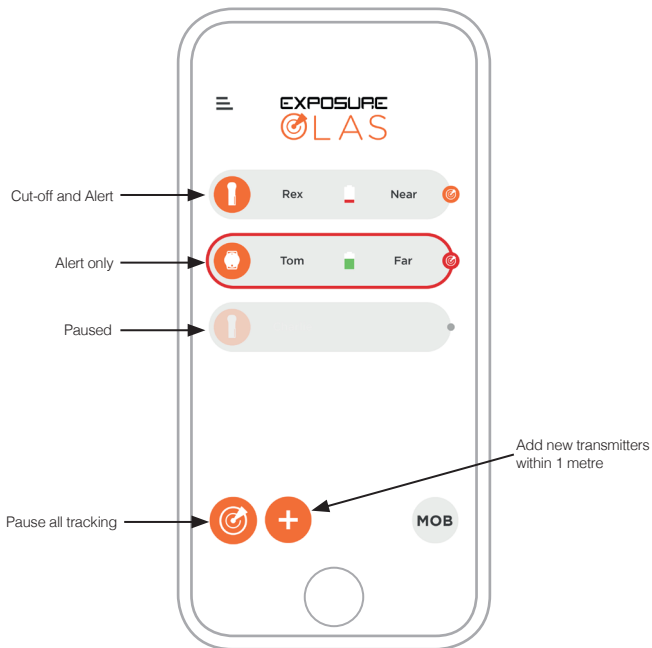 EXPOSURE
OLAS
Cut-off and Alert
Rex
Near
Alert only
Tom
Far
Paused
Add new transmitters
within 1 metre
Pause all tracking
MOB